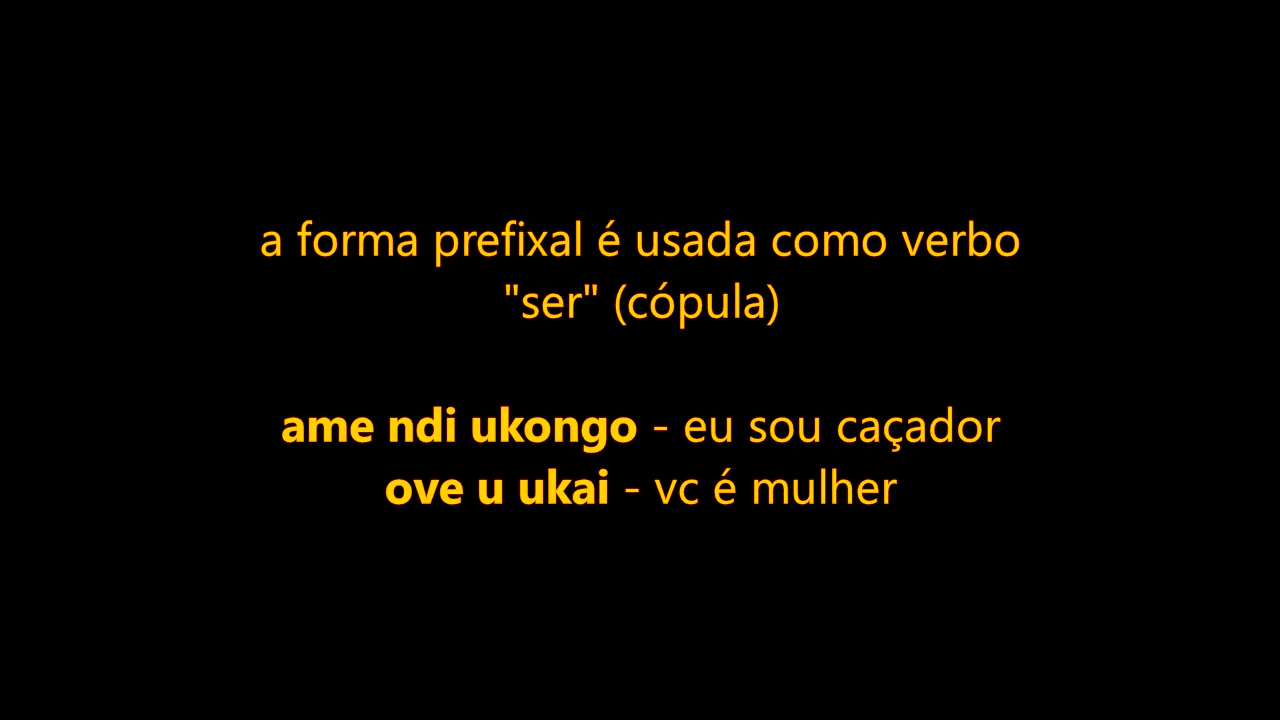 a forma prefixal é usada como verbo
"ser" (cópula)
ame ndi ukongo - eu sou caçador
ove u ukai - vc é mulher